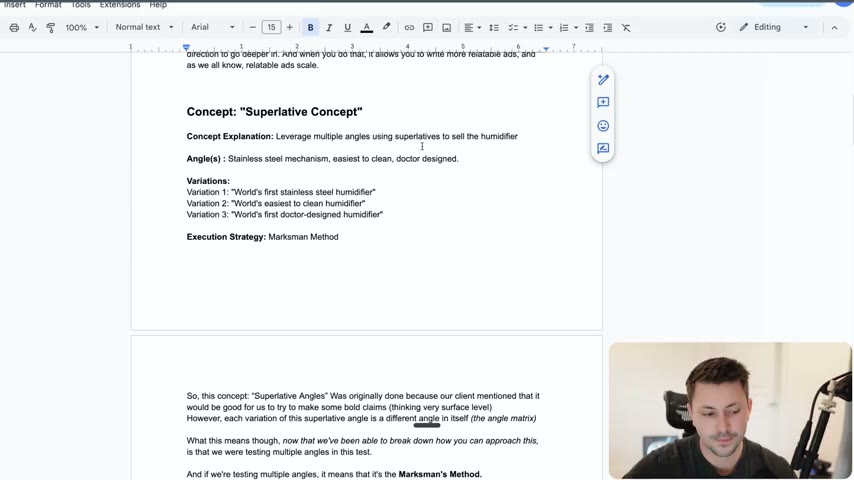 Insert Format Tools Extensions Help
100% Normal text Arial 15 B I U A Editing
1 1 2 3 4 5 6 7
direction to go deeper in. And when you do that, it allows you to write more relatable ads, and
as we all know, relatable ads scale.
Concept: "Superlative Concept"
Concept Explanation: Leverage multiple angles using superlatives to sell the humidifier
Angle(s) : Stainless steel mechanism, easiest to clean, doctor designed.
Variations:
Variation 1: "World's first stainless steel humidifier"
Variation 2: "World's easiest to clean humidifier"
Variation 3: "World's first doctor-designed humidifier"
Execution Strategy: Marksman Method
So, this concept: “Superlative Angles” Was originally done because our client mentioned that it
would be good for us to try to make some bold claims (thinking very surface level)
However, each variation of this superlative angle is a different angle in itself (the angle matrix)
What this means though, now that we've been able to break down how you can approach this,
is that we were testing multiple angles in this test.
And if we're testing multiple angles, it means that it's the Marksman's Method.